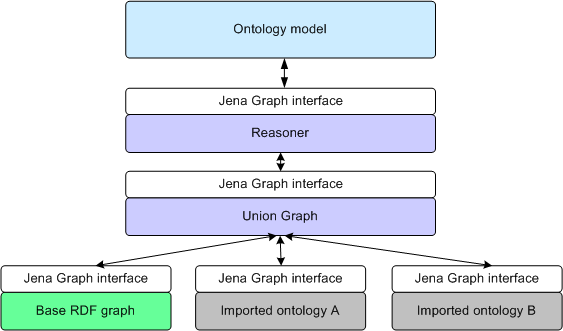 Ontology model
Jena Graph interface
Reasoner
Jena Graph interface
Union Graph
Jena Graph interface
Jena Graph interface
Jena Graph interface
Base RDF graph
Imported ontology A
Imported ontology B